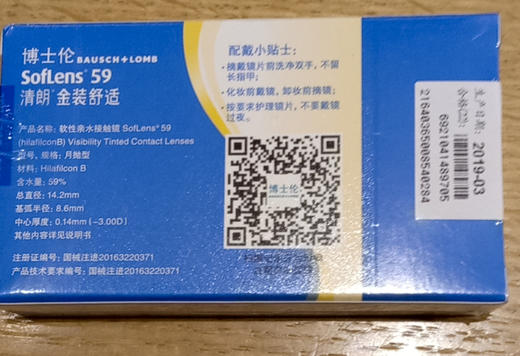 博士伦 BAUSCH+LOMB
SofLens® 59
清朗™金装舒适
产品名称：软性亲水接触镜 SofLens® 59
(hilafilconB) Visibility Tinted Contact Lenses
型号、规格：月抛型
材料：Hilafilcon B
含水量：59%
总直径：14.2mm
基弧半径：8.6mm
中心厚度：0.14mm (-3.00D)
其他内容详见说明书
注册证编号：国械注进20163220371
产品技术要求编号：国械注进20163220371
配戴小贴士：
• 摘戴镜片前洗净双手，不留
长指甲；
• 化妆前戴镜，卸妆前摘镜；
• 按要求护理镜片，不要戴镜
过夜。
博士伦
生产日期：2019-03
6921041489705
21640365008540284